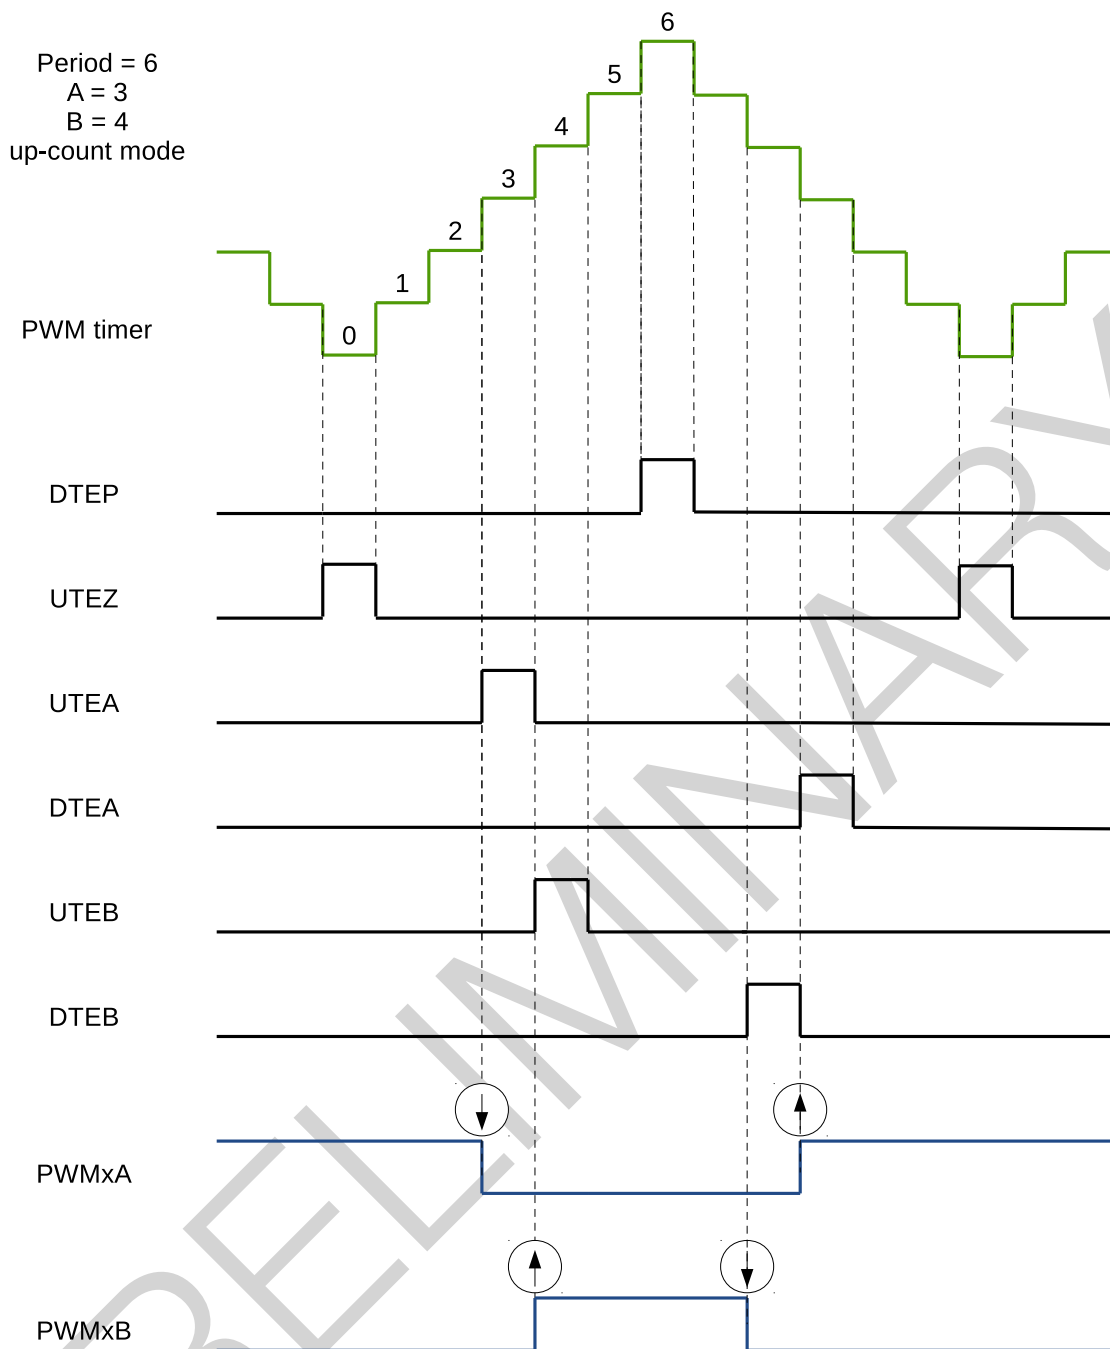 6
Period = 6
A = 3
B = 4
up-count mode
5
4
3
2
1
0
PWM timer
DTEP
UTEZ
UTEA
DTEA
UTEB
DTEB
PWMxA
PWMxB
RELIMINARY